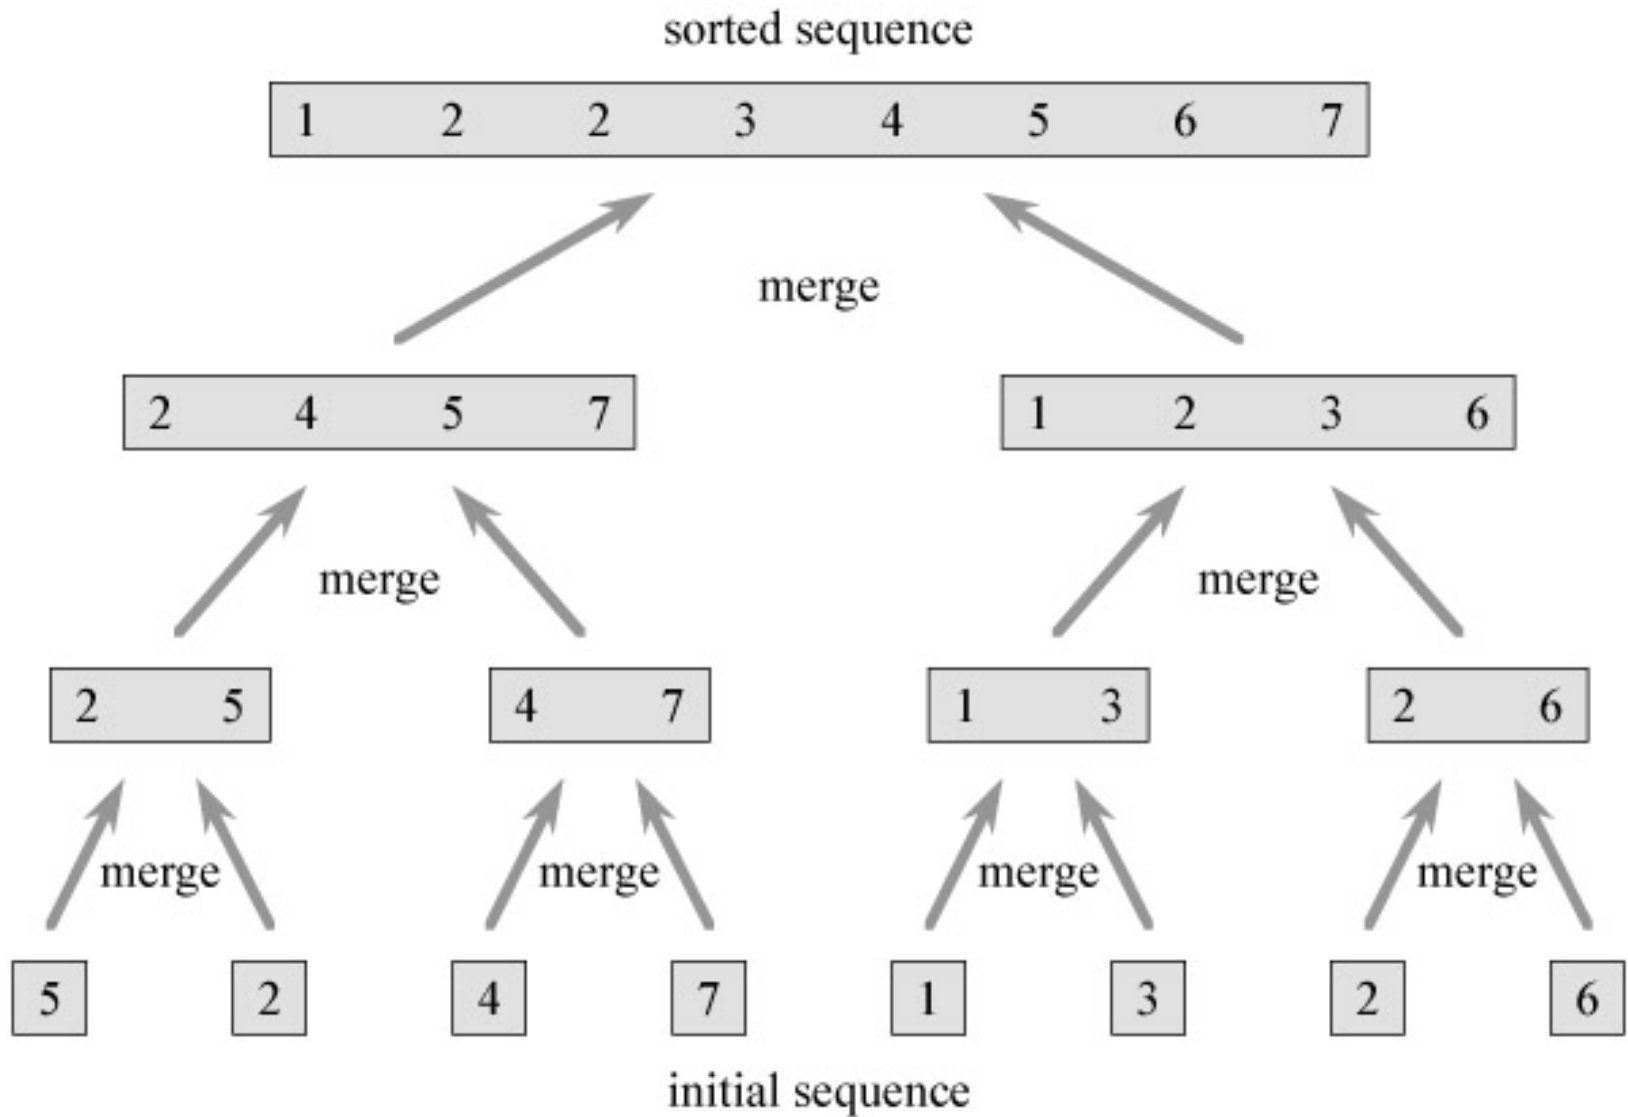 sorted sequence
1 2 2 3 4 5 6 7
merge
2 4 5 7 1 2 3 6
merge merge
2 5 4 7 1 3 2 6
merge merge merge merge
5 2 4 7 1 3 2 6
initial sequence